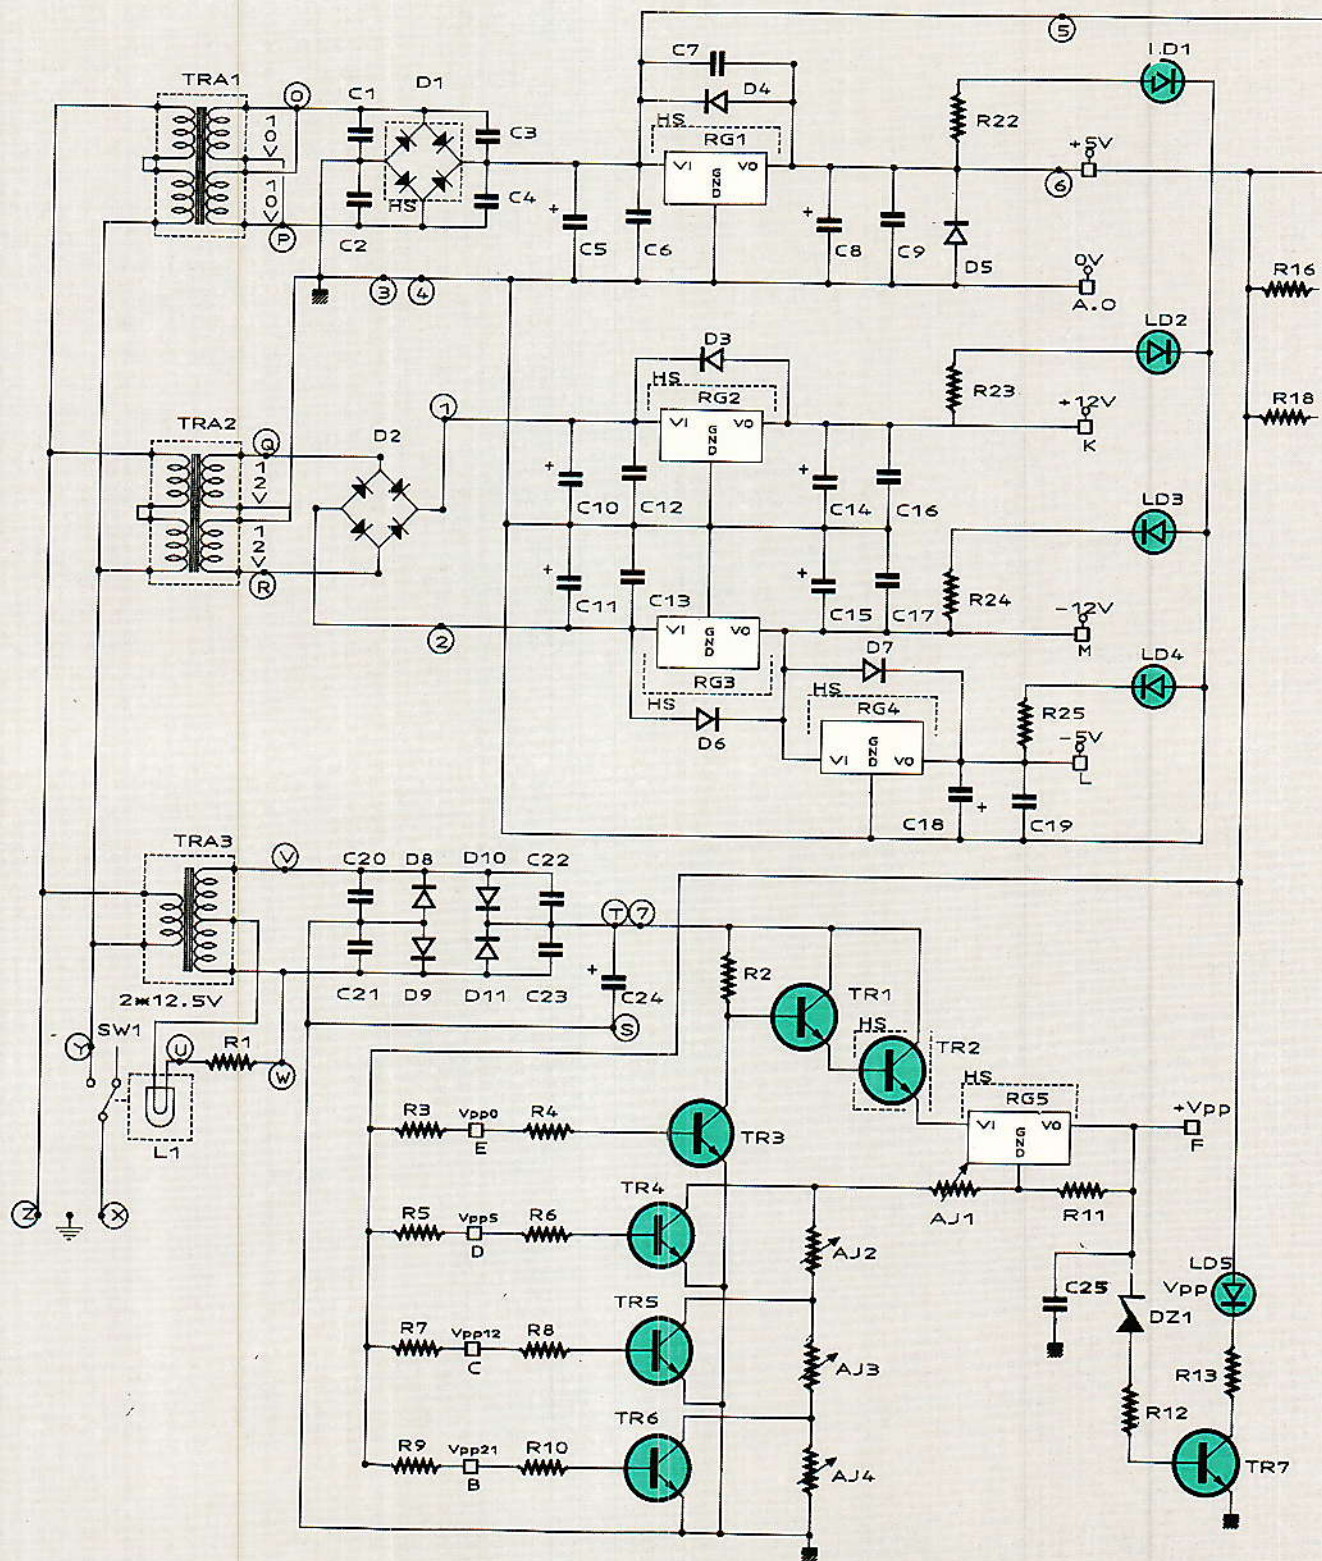 5
C7
I.D1
TRA1
D1
O
C1
D4
HS
R22
10V
C3
RG1
+5V
VI
GND
VO
6
10V
HS
C4
P
C2
C5
+
C6
+
C8
C9
D5
0V
3
4
A.O
R16
LD2
D3
HS
R23
RG2
+12V
R18
1
TRA2
Q
D2
VI
GND
VO
K
12V
+
+
C10
C12
C14
C16
LD3
12V
R
+
+
R24
C11
C13
C15
C17
-12V
2
VI
GND
VO
M
D7
LD4
RG3
HS
HS
RG4
R25
D6
-5V
VI
GND
VO
L
+
C18
C19
TRA3
V
C20
D8
D10
C22
T
7
R2
+
TR1
2*12.5V
C21
D9
D11
C23
C24
SW1
S
HS
Y
U
R1
TR2
W
HS
RG5
L1
R3
Vpp0
R4
+Vpp
VI
GND
VO
E
TR3
F
TR4
Z
X
R5
Vpp5
R6
AJ1
R11
D
AJ2
LD5
C25
Vpp
TR5
DZ1
R7
Vpp12
R8
C
AJ3
R13
TR6
R12
R9
Vpp21
R10
B
AJ4
TR7